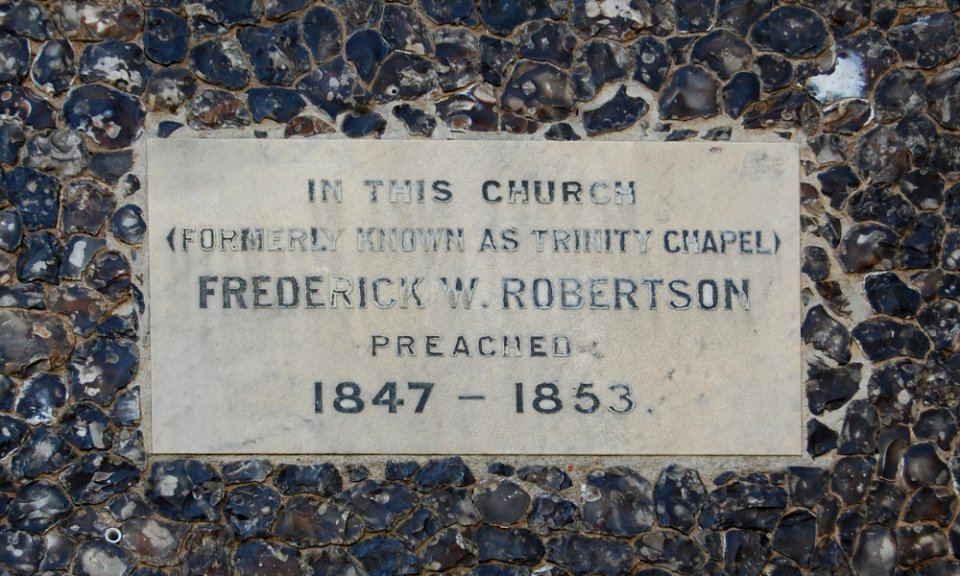 IN THIS CHURCH
(FORMERLY KNOWN AS TRINITY CHAPEL)
FREDERICK W. ROBERTSON
PREACHED
1847 – 1853.